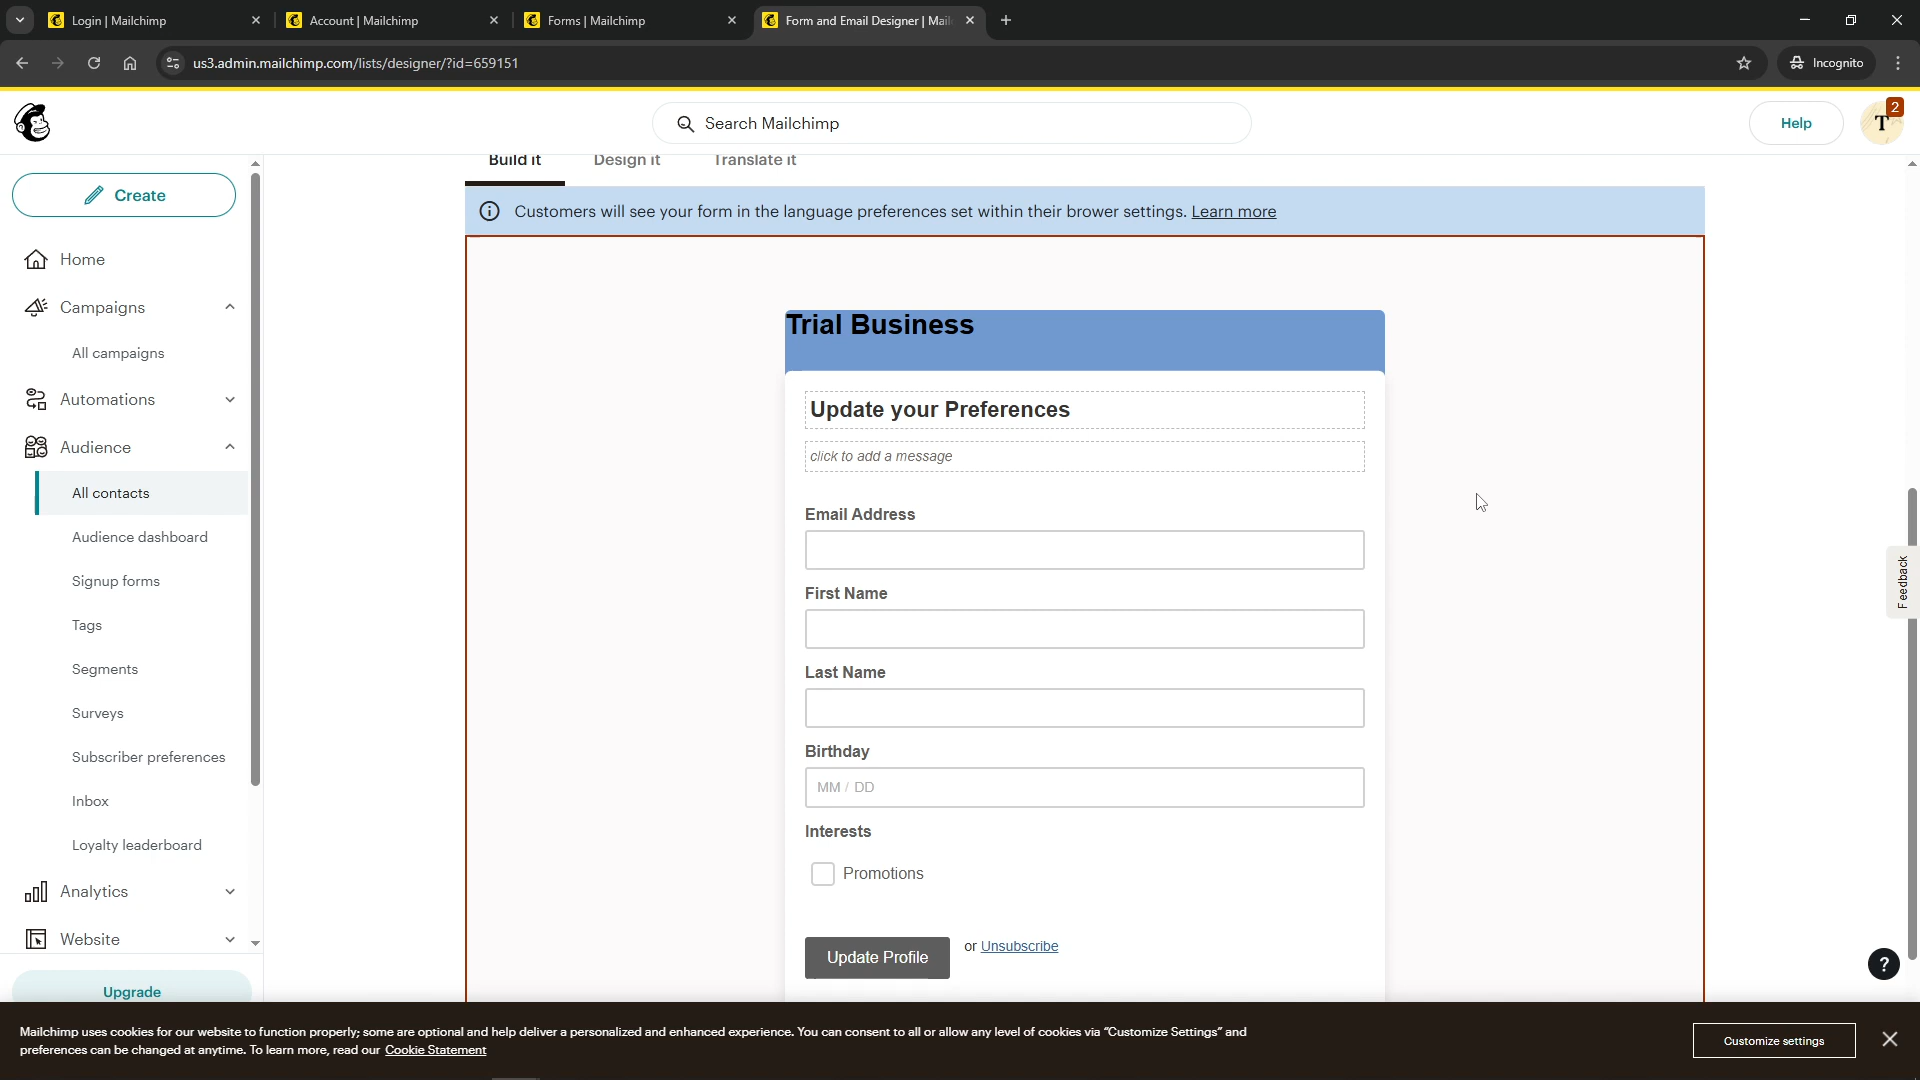 Login | Mailchimp
Account | Mailchimp
Forms | Mailchimp
Form and Email Designer | Mail
us3.admin.mailchimp.com/lists/designer/?id=659151
Incognito
Search Mailchimp
Help
T
2
Build it
Design it
Translate it
Create
Home
Campaigns
All campaigns
Automations
Audience
All contacts
Audience dashboard
Signup forms
Tags
Segments
Surveys
Subscriber preferences
Inbox
Loyalty leaderboard
Analytics
Website
Upgrade
Customers will see your form in the language preferences set within their brower settings. Learn more
Trial Business
Update your Preferences
click to add a message
Email Address
First Name
Last Name
Birthday
MM / DD
Interests
Promotions
Update Profile
or Unsubscribe
Feedback
?
Mailchimp uses cookies for our website to function properly; some are optional and help deliver a personalized and enhanced experience. You can consent to all or allow any level of cookies via “Customize Settings” and
preferences can be changed at anytime. To learn more, read our Cookie Statement
Customize settings